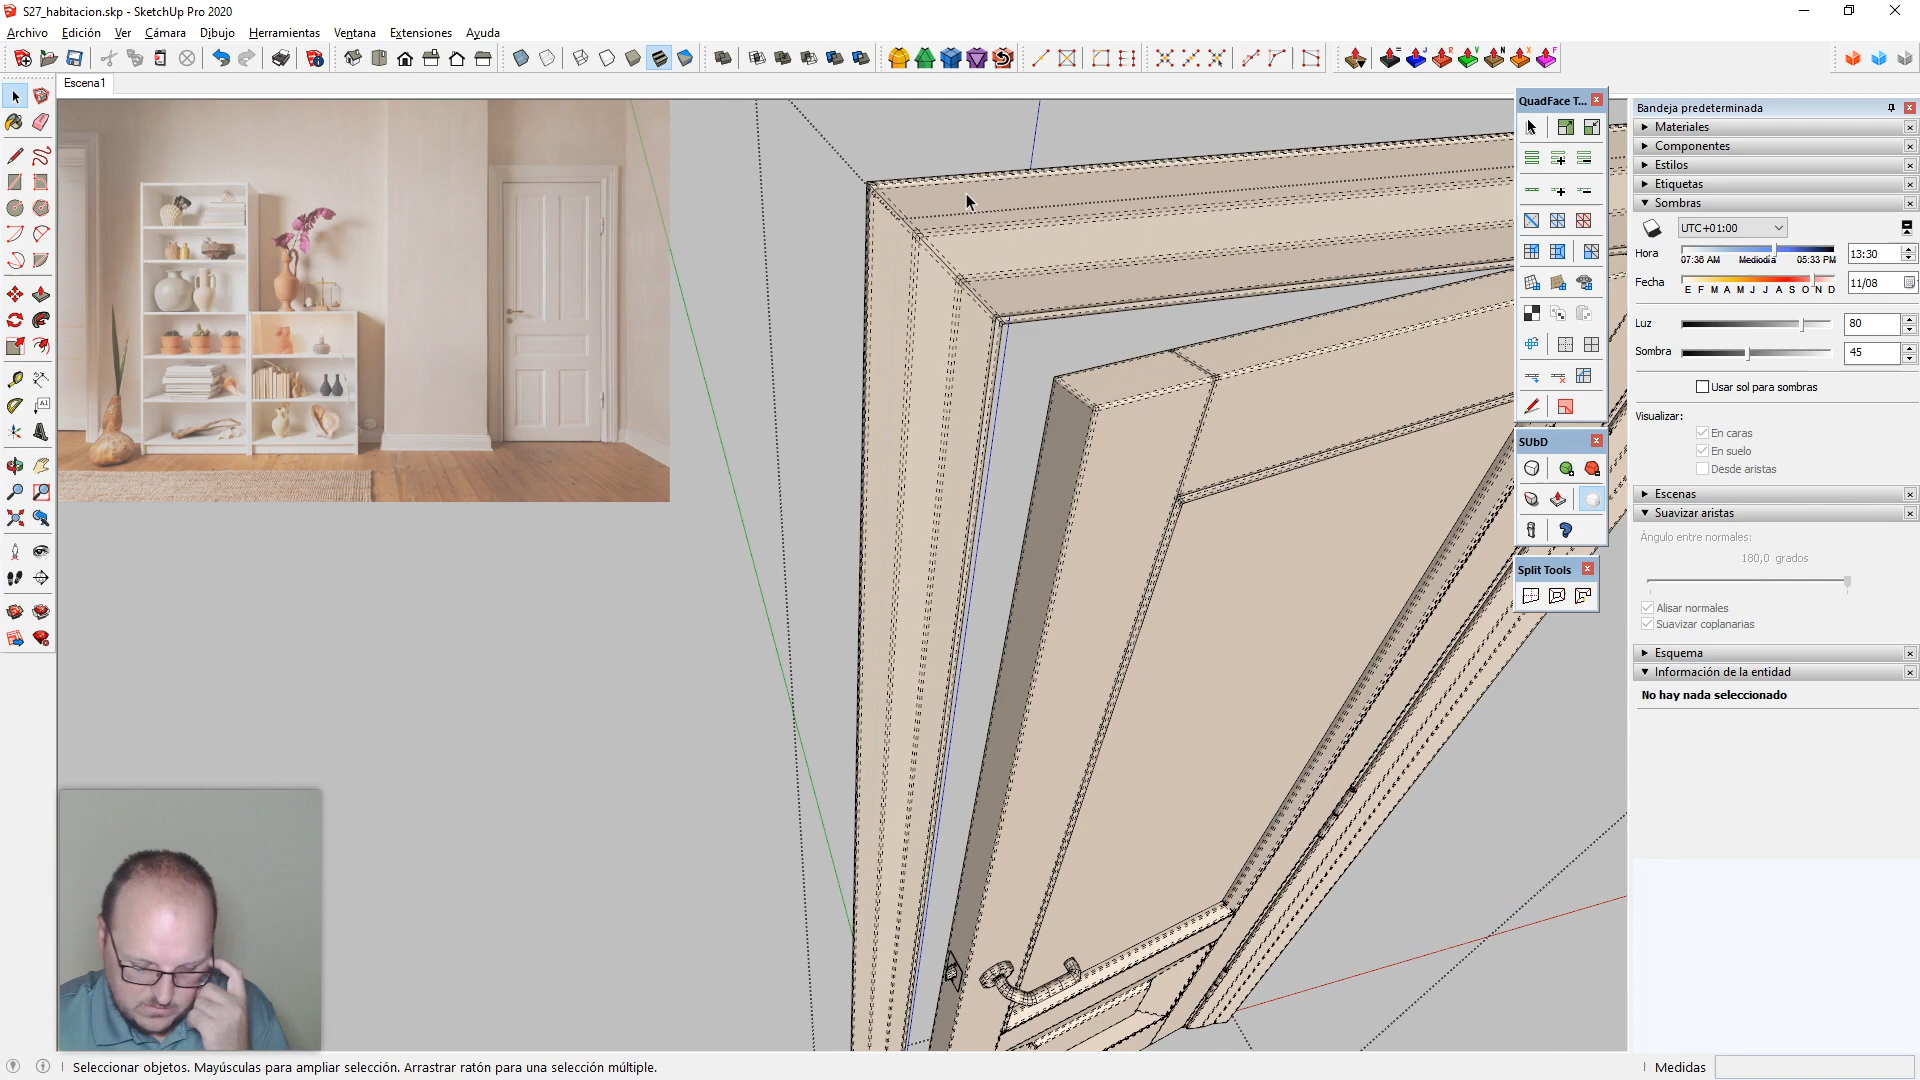 S27_habitacion.skp - SketchUp Pro 2020
Archivo Edición Ver Cámara Dibujo Herramientas Ventana Extensiones Ayuda
Escena1
QuadFace T...
SUbD
Split Tools
Bandeja predeterminada
Materiales
Componentes
Estilos
Etiquetas
Sombras
UTC+01:00
Hora
07:36 AM Mediodía 05:33 PM
13:30
Fecha
E F M A M J J A S O N D
11/08
Luz
80
Sombra
45
Usar sol para sombras
Visualizar:
En caras
En suelo
Desde aristas
Escenas
Suavizar aristas
Ángulo entre normales:
180,0 grados
Alisar normales
Suavizar coplanarias
Esquema
Información de la entidad
No hay nada seleccionado
Seleccionar objetos. Mayúsculas para ampliar selección. Arrastrar ratón para una selección múltiple.
Medidas